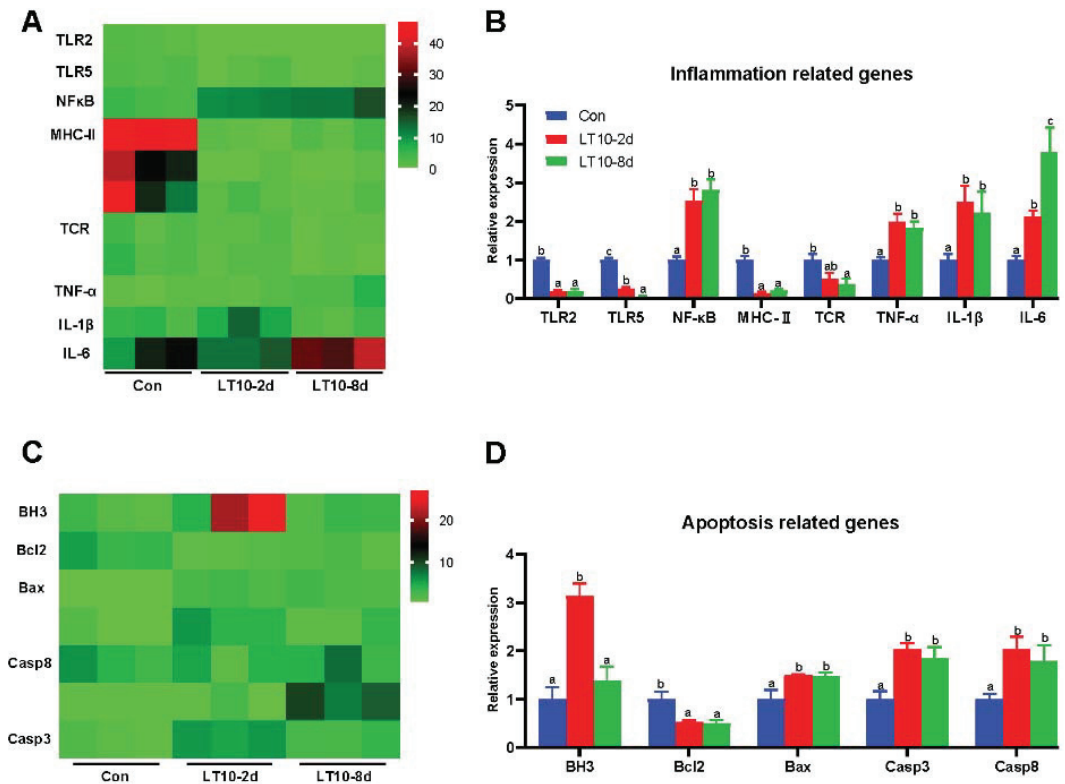 A
TLR2
TLR5
NFκB
MHC-II
TCR
TNF-α
IL-1β
IL-6
Con LT10-2d LT10-8d
40
30
20
10
0
B
Inflammation related genes
Con
LT10-2d
LT10-8d
Relative expression
5
4
3
2
1
0
b a a c b a a b b b a a b ab a a b b a b b a b c
TLR2 TLR5 NF-κB MHC-Ⅱ TCR TNF-α IL-1β IL-6
C
BH3
Bcl2
Bax
Casp8
Casp3
Con LT10-2d LT10-8d
20
10
D
Apoptosis related genes
Relative expression
4
3
2
1
0
a b a b a a a b b a b b a b b
BH3 Bcl2 Bax Casp3 Casp8